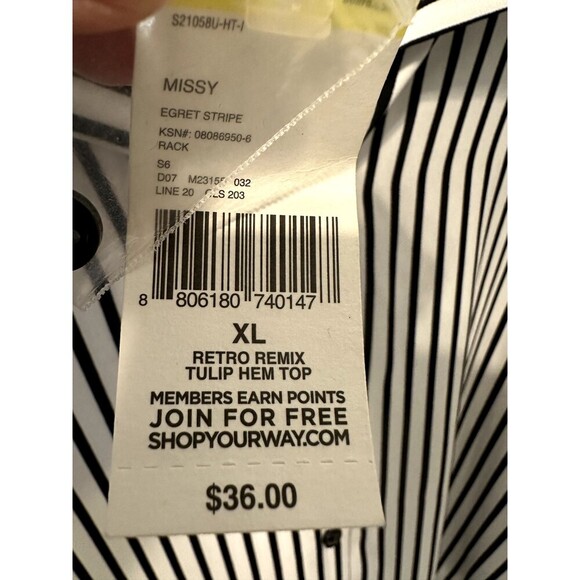 S21058U-HT-I
MISSY
EGRET STRIPE
KSN#: 08086950-6
RACK
S6
D07 032
LINE 20 CLS 203
8 806180 740147
XL
RETRO REMIX
TULIP HEM TOP
MEMBERS EARN POINTS
JOIN FOR FREE
SHOPYOURWAY.COM
$36.00